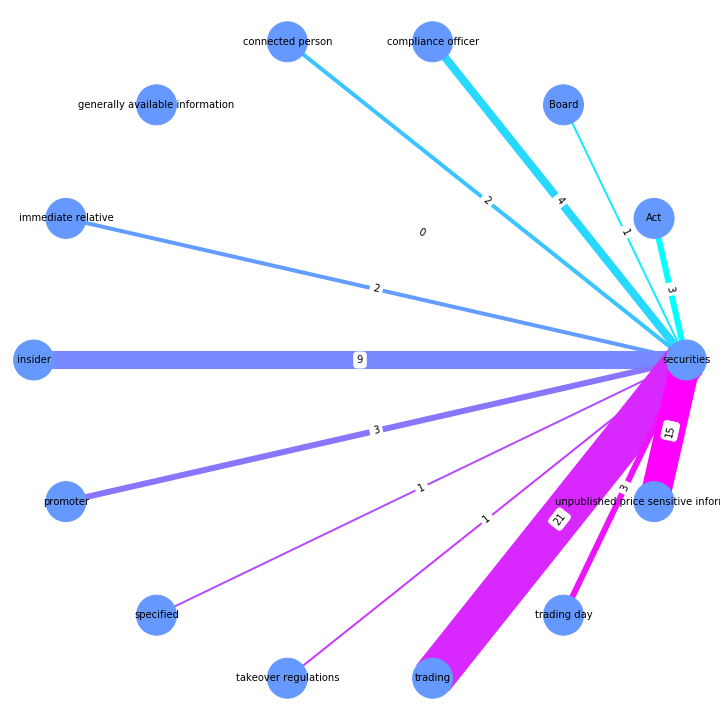 connected person
compliance officer
generally available information
Board
2
4
immediate relative
Act
0
1
2
3
insider
9
securities
3
15
promoter
1
3
unpublished price sensitive infor
1
21
specified
trading day
takeover regulations
trading